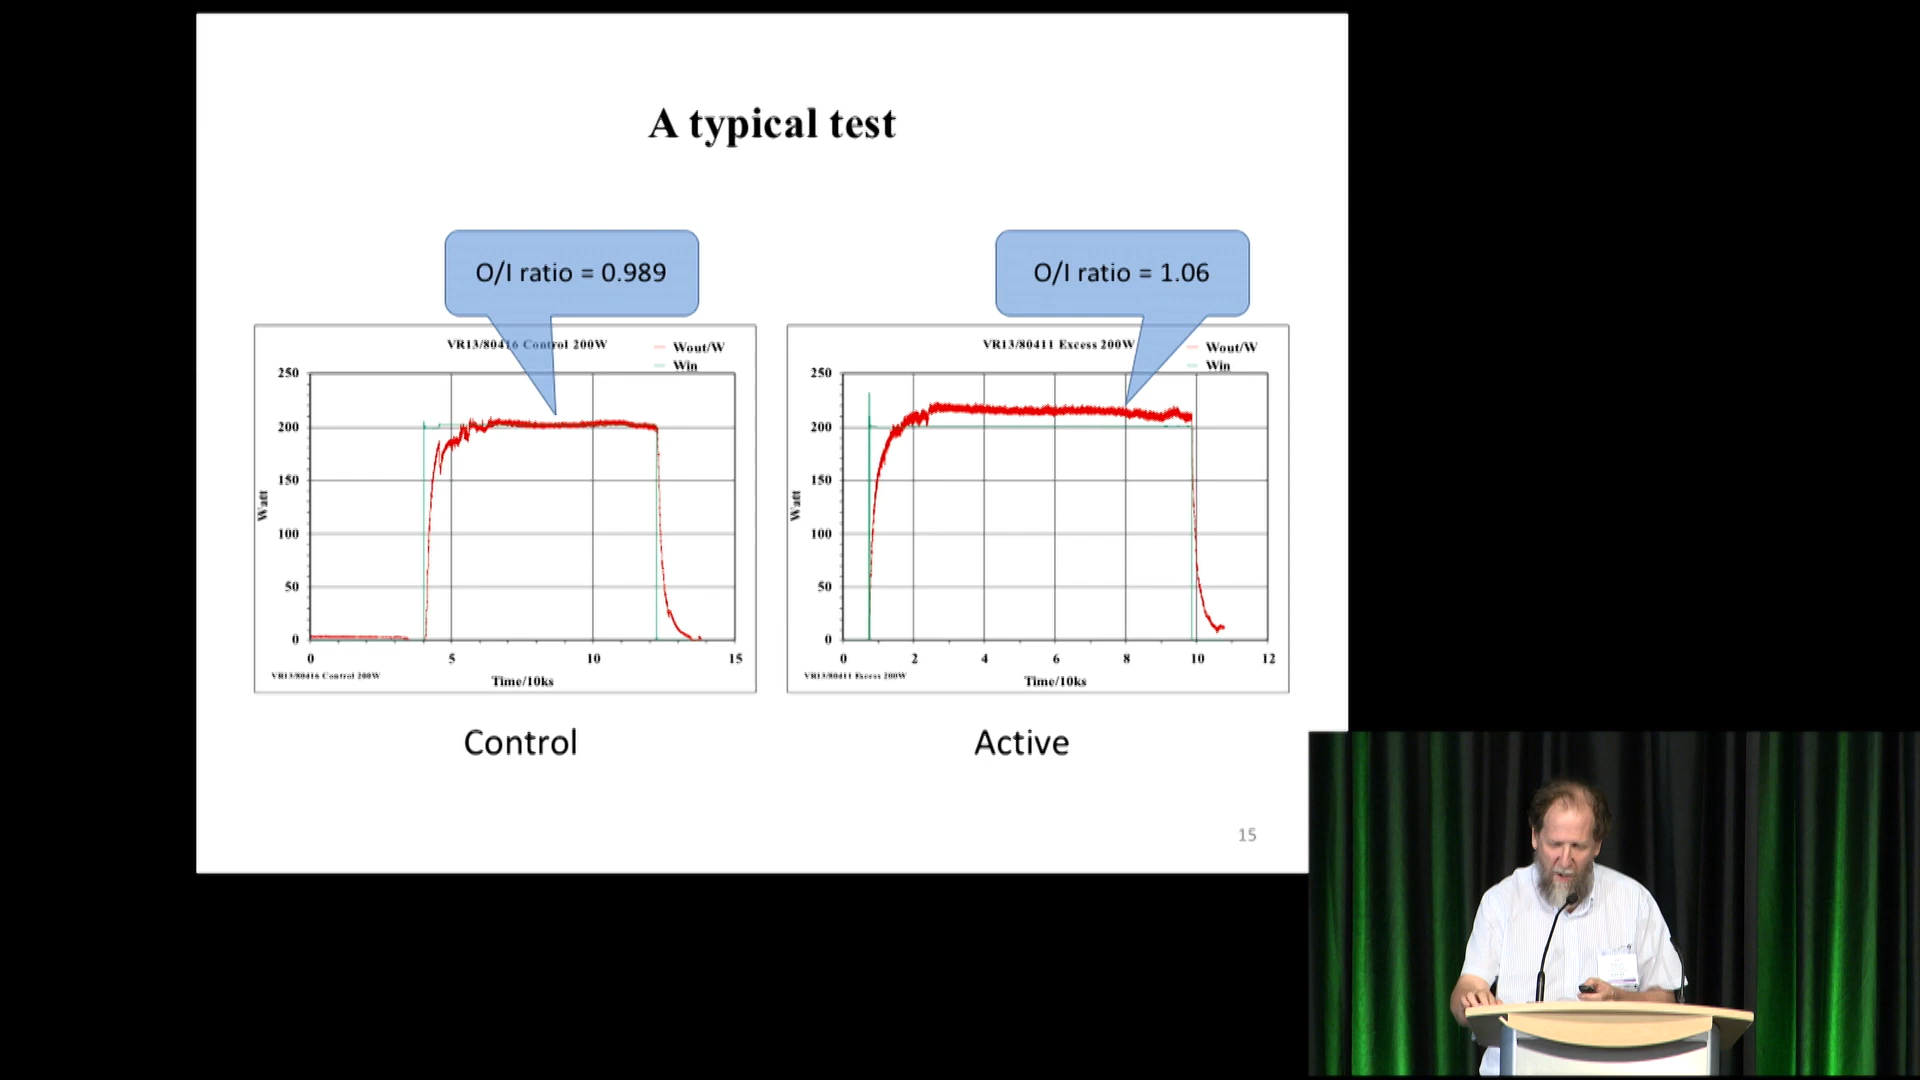 A typical test
O/I ratio = 0.989
O/I ratio = 1.06
VR13/80416 Control 200W
Wout/W
Win
250
200
150
100
50
0
Watt
0 5 10 15
VR13/80416 Control 200W
Time/10ks
VR13/80411 Excess 200W
Wout/W
Win
250
200
150
100
50
0
Watt
0 2 4 6 8 10 12
VR13/80411 Excess 200W
Time/10ks
Control
Active
15